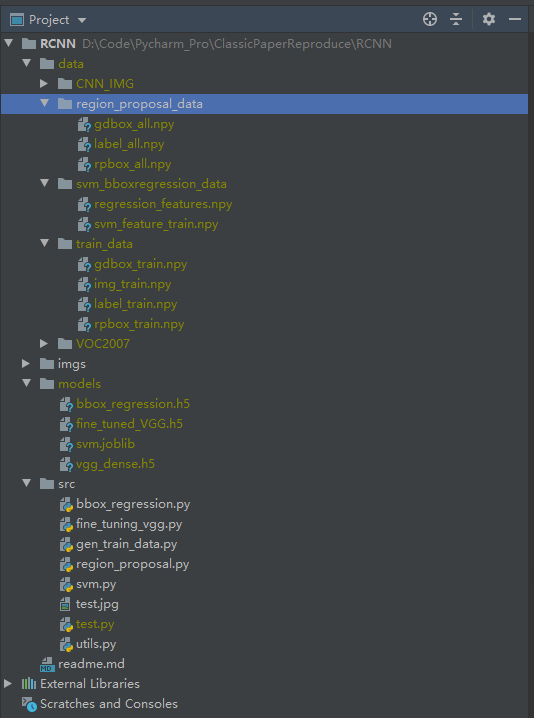 Project
RCNN D:\Code\Pycharm_Pro\ClassicPaperReproduce\RCNN
data
CNN_IMG
region_proposal_data
gdbox_all.npy
label_all.npy
rpbox_all.npy
svm_bboxregression_data
regression_features.npy
svm_feature_train.npy
train_data
gdbox_train.npy
img_train.npy
label_train.npy
rpbox_train.npy
VOC2007
imgs
models
bbox_regression.h5
fine_tuned_VGG.h5
svm.joblib
vgg_dense.h5
src
bbox_regression.py
fine_tuning_vgg.py
gen_train_data.py
region_proposal.py
svm.py
test.jpg
test.py
utils.py
MD readme.md
External Libraries
Scratches and Consoles